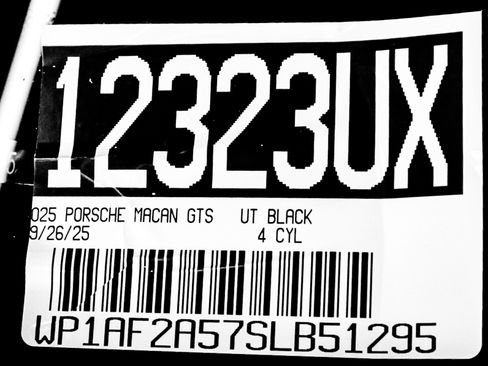 12323UX
025 PORSCHE MACAN GTS UT BLACK
9/26/25 4 CYL
WP1AF2A57SLB51295